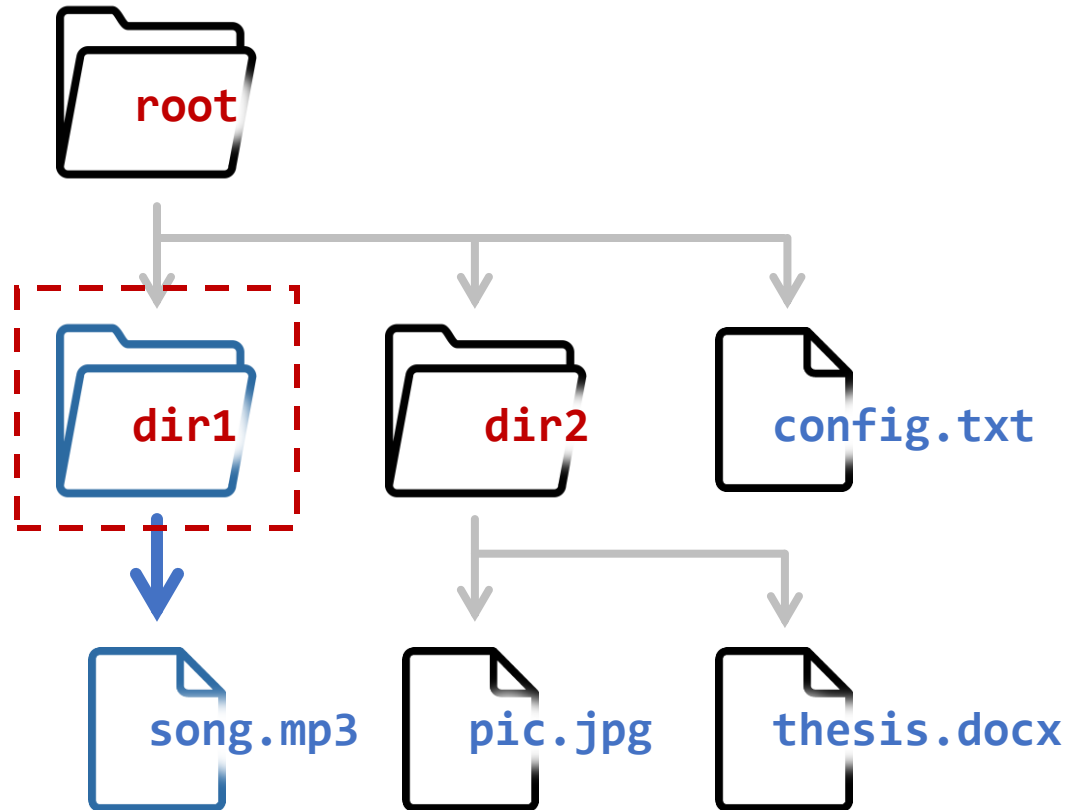 root
dir1
dir2
config.txt
song.mp3
pic.jpg
thesis.docx